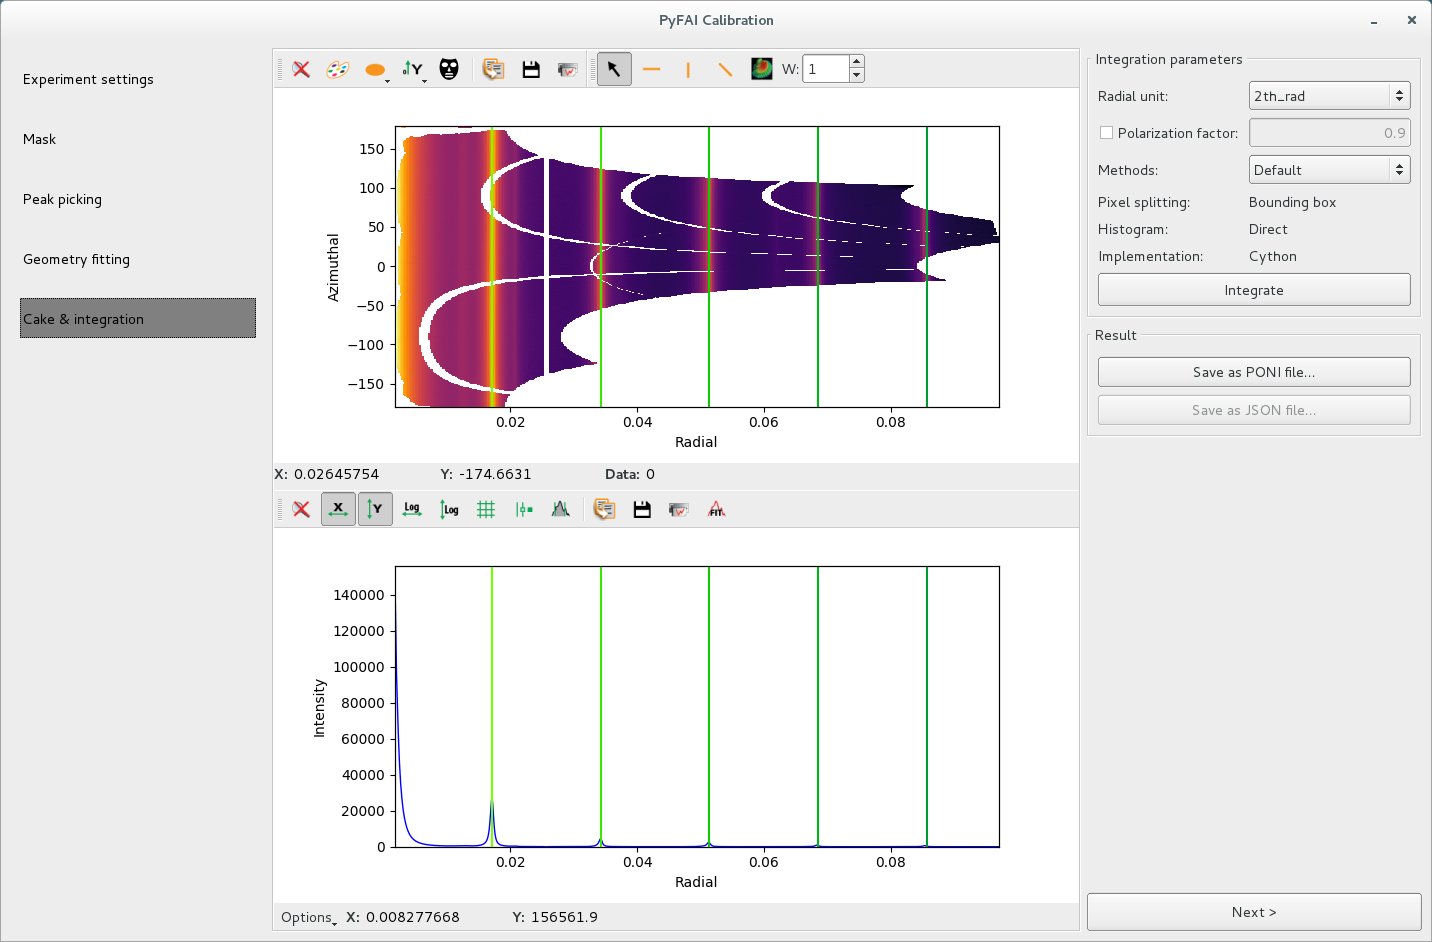 PyFAI Calibration
Experiment settings
Mask
Peak picking
Geometry fitting
Cake & integration
Y
W: 1
150
100
50
0
−50
−100
−150
Azimuthal
0.02 0.04 0.06 0.08
Radial
X: 0.02645754 Y: -174.6631 Data: 0
X Y Log Log FIT
140000
120000
100000
80000
60000
40000
20000
0
Intensity
0.02 0.04 0.06 0.08
Radial
Options X: 0.008277668 Y: 156561.9
Integration parameters
Radial unit: 2th_rad
Polarization factor: 0.9
Methods: Default
Pixel splitting: Bounding box
Histogram: Direct
Implementation: Cython
Integrate
Result
Save as PONI file...
Save as JSON file...
Next >